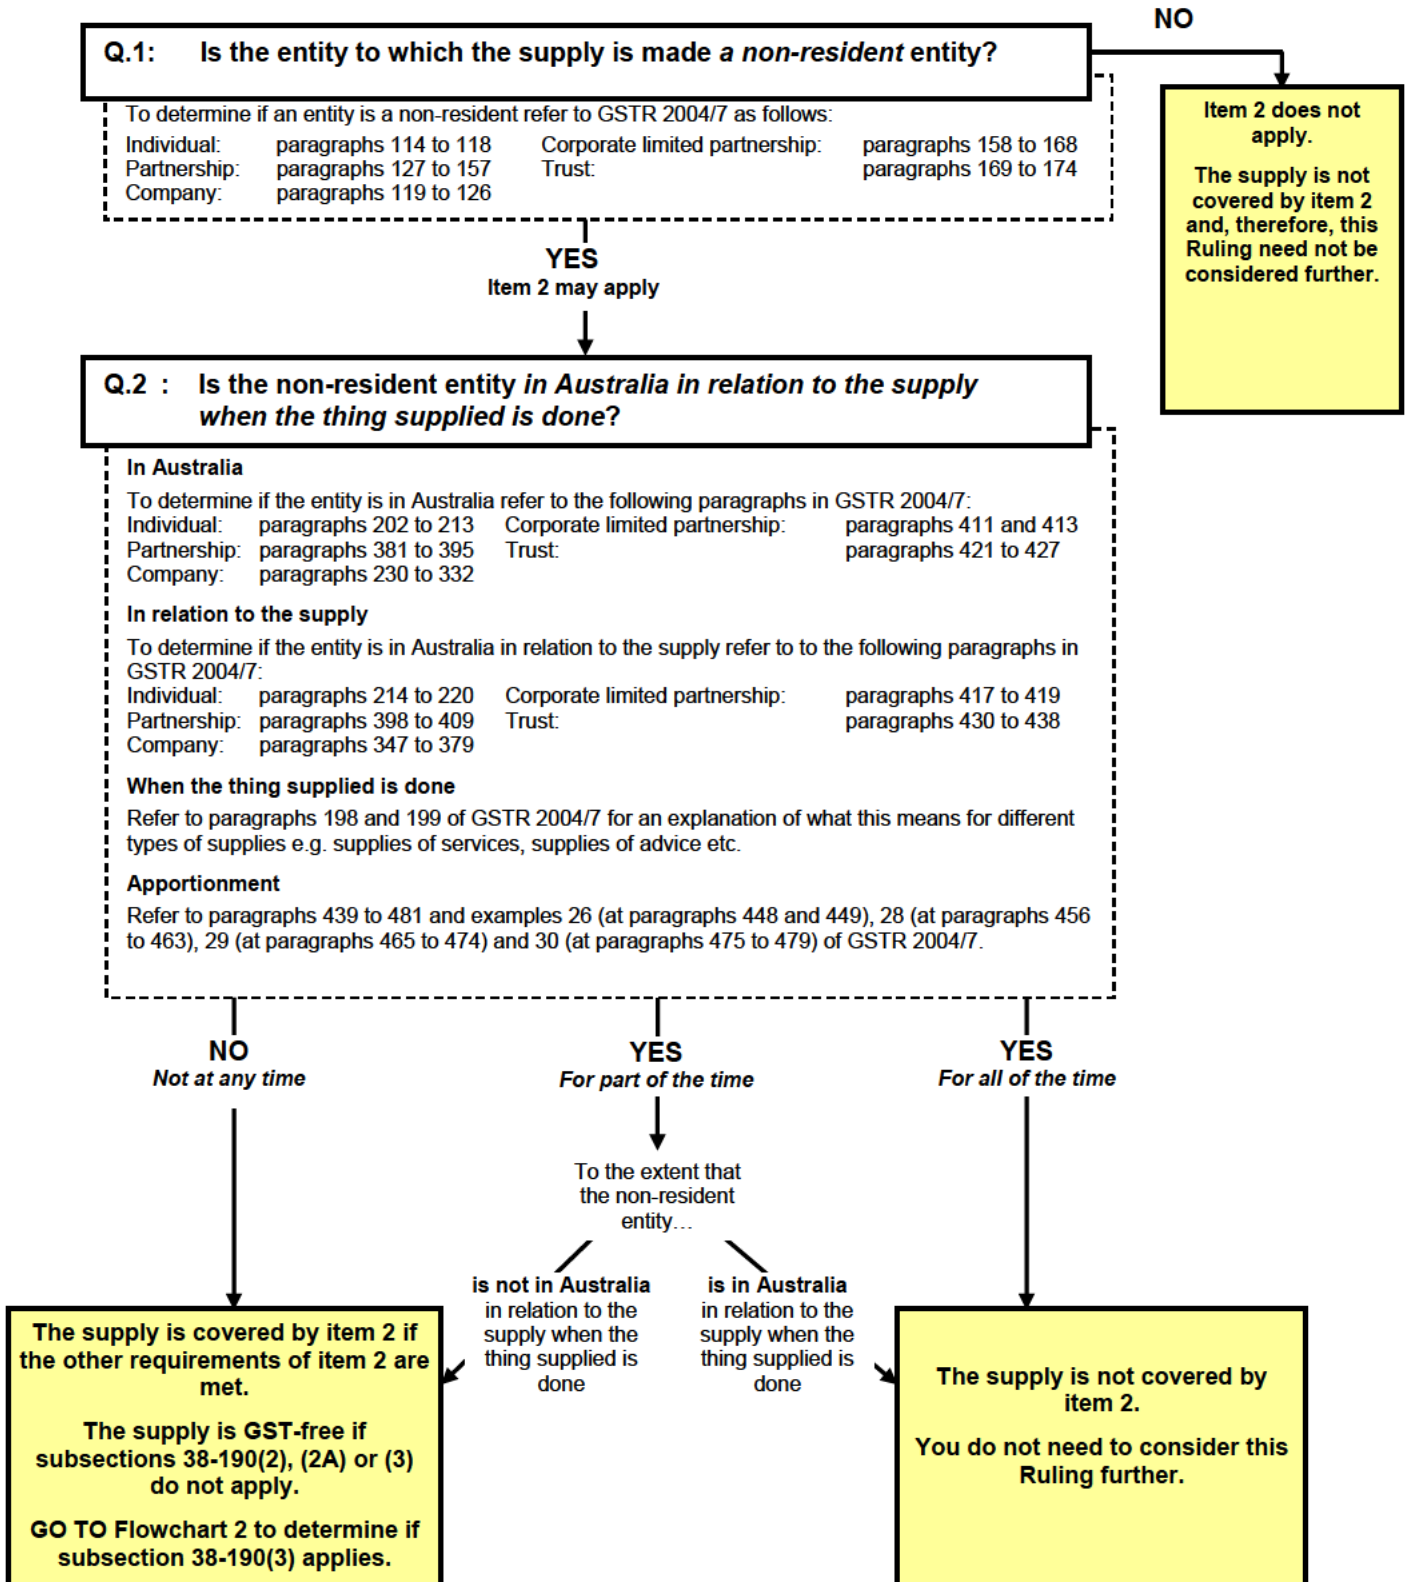 NO
Q.1: Is the entity to which the supply is made a non-resident entity?
To determine if an entity is a non-resident refer to GSTR 2004/7 as follows:
Individual: paragraphs 114 to 118 Corporate limited partnership: paragraphs 158 to 168
Partnership: paragraphs 127 to 157 Trust: paragraphs 169 to 174
Company: paragraphs 119 to 126
Item 2 does not
apply.
The supply is not
covered by item 2
and, therefore, this
Ruling need not be
considered further.
YES
Item 2 may apply
Q.2 : Is the non-resident entity in Australia in relation to the supply
when the thing supplied is done?
In Australia
To determine if the entity is in Australia refer to the following paragraphs in GSTR 2004/7:
Individual: paragraphs 202 to 213 Corporate limited partnership: paragraphs 411 and 413
Partnership: paragraphs 381 to 395 Trust: paragraphs 421 to 427
Company: paragraphs 230 to 332
In relation to the supply
To determine if the entity is in Australia in relation to the supply refer to to the following paragraphs in
GSTR 2004/7:
Individual: paragraphs 214 to 220 Corporate limited partnership: paragraphs 417 to 419
Partnership: paragraphs 398 to 409 Trust: paragraphs 430 to 438
Company: paragraphs 347 to 379
When the thing supplied is done
Refer to paragraphs 198 and 199 of GSTR 2004/7 for an explanation of what this means for different
types of supplies e.g. supplies of services, supplies of advice etc.
Apportionment
Refer to paragraphs 439 to 481 and examples 26 (at paragraphs 448 and 449), 28 (at paragraphs 456
to 463), 29 (at paragraphs 465 to 474) and 30 (at paragraphs 475 to 479) of GSTR 2004/7.
NO
Not at any time
YES
For part of the time
YES
For all of the time
To the extent that
the non-resident
entity…
is not in Australia
in relation to the
supply when the
thing supplied is
done
is in Australia
in relation to the
supply when the
thing supplied is
done
The supply is covered by item 2 if
the other requirements of item 2 are
met.
The supply is GST-free if
subsections 38-190(2), (2A) or (3)
do not apply.
GO TO Flowchart 2 to determine if
subsection 38-190(3) applies.
The supply is not covered by
item 2.
You do not need to consider this
Ruling further.